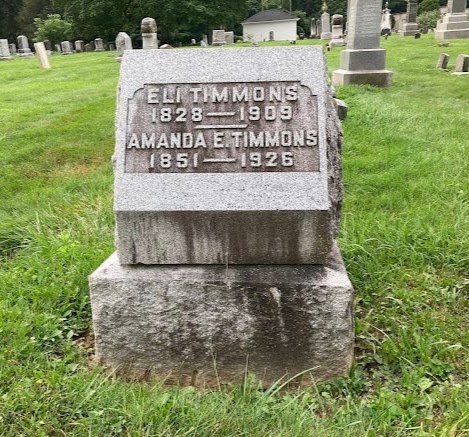 ELI TIMMONS
1828—1909
AMANDA E. TIMMONS
1851—1926